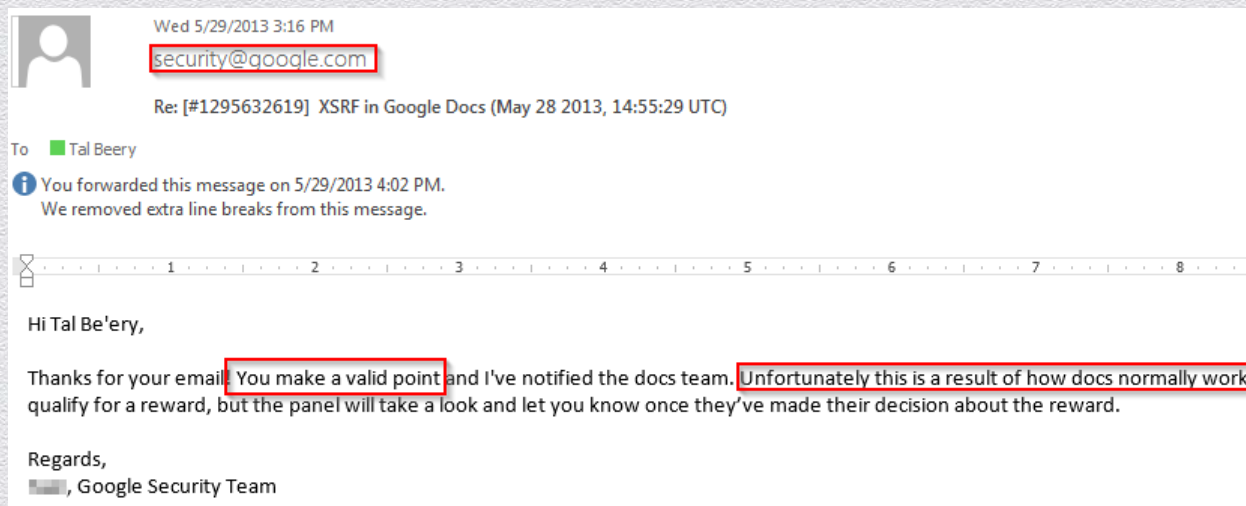 Wed 5/29/2013 3:16 PM
security@google.com
Re: [#1295632619] XSRF in Google Docs (May 28 2013, 14:55:29 UTC)
To Tal Beery
You forwarded this message on 5/29/2013 4:02 PM.
We removed extra line breaks from this message.
1 2 3 4 5 6 7 8
Hi Tal Be'ery,
Thanks for your email! You make a valid point and I've notified the docs team. Unfortunately this is a result of how docs normally work
qualify for a reward, but the panel will take a look and let you know once they’ve made their decision about the reward.
Regards,
, Google Security Team